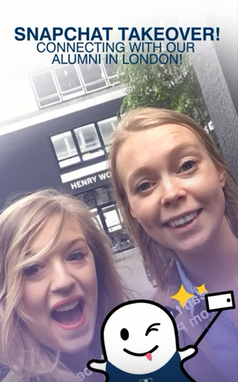 SNAPCHAT TAKEOVER!
CONNECTING WITH OUR
ALUMNI IN LONDON!
HENRY WO